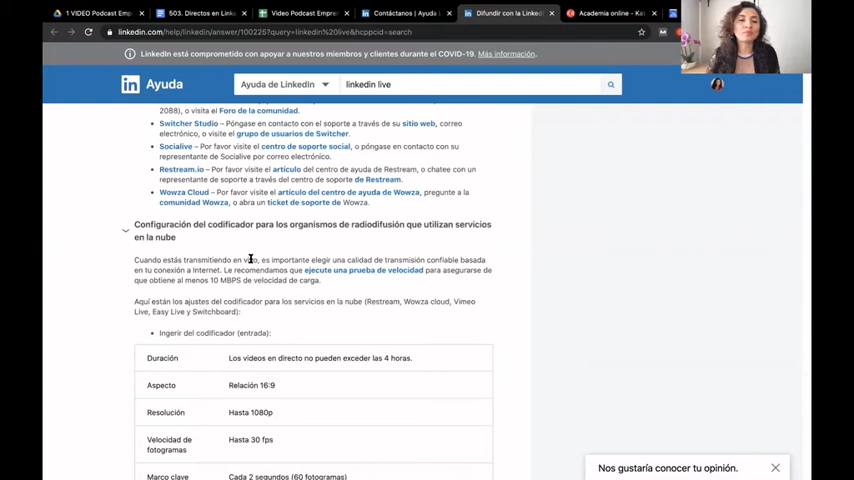 1 VIDEO Podcast Empr
503. Directos en Link
Video Podcast Empren
Contáctanos | Ayuda
Difundir con la LinkedI
Academia online - Kat
linkedin.com/help/linkedin/answer/100225?query=linkedin%20live&hcppcid=search
LinkedIn está comprometido con apoyar a nuestros miembros y clientes durante el COVID-19. Más información.
in Ayuda
Ayuda de LinkedIn
linkedin live
2088), o visita el Foro de la comunidad.
• Switcher Studio – Póngase en contacto con el soporte a través de su sitio web, correo
electrónico, o visite el grupo de usuarios de Switcher.
• Socialive – Por favor visite el centro de soporte social, o póngase en contacto con su
representante de Socialive por correo electrónico.
• Restream.io – Por favor visite el artículo del centro de ayuda de Restream, o chatee con un
representante de soporte a través del centro de soporte de Restream.
• Wowza Cloud – Por favor visite el artículo del centro de ayuda de Wowza, pregunte a la
comunidad Wowza, o abra un ticket de soporte de Wowza.
Configuración del codificador para los organismos de radiodifusión que utilizan servicios
en la nube
Cuando estás transmitiendo en vivo, es importante elegir una calidad de transmisión confiable basada
en tu conexión a Internet. Le recomendamos que ejecute una prueba de velocidad para asegurarse de
que obtiene al menos 10 MBPS de velocidad de carga.
Aquí están los ajustes del codificador para los servicios en la nube (Restream, Wowza cloud, Vimeo
Live, Easy Live y Switchboard):
• Ingerir del codificador (entrada):
Duración Los videos en directo no pueden exceder las 4 horas.
Aspecto Relación 16:9
Resolución Hasta 1080p
Velocidad de
fotogramas Hasta 30 fps
Marco clave Cada 2 segundos (60 fotogramas)
Nos gustaría conocer tu opinión.